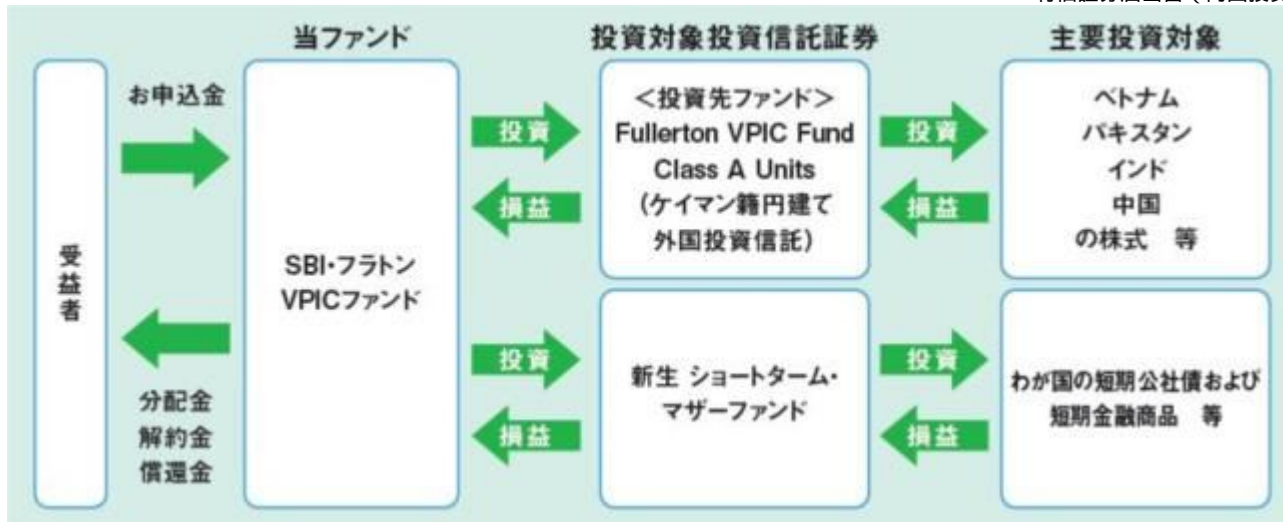 当ファンド
投資対象投資信託証券
主要投資対象
受益者
お申込金
分配金
解約金
償還金
SBI・フラトン
VPICファンド
投資
損益
<投資先ファンド>
Fullerton VPIC Fund
Class A Units
(ケイマン籍円建て
外国投資信託)
投資
損益
ベトナム
パキスタン
インド
中国
の株式 等
投資
損益
新生 ショートターム・
マザーファンド
投資
損益
わが国の短期公社債および
短期金融商品 等